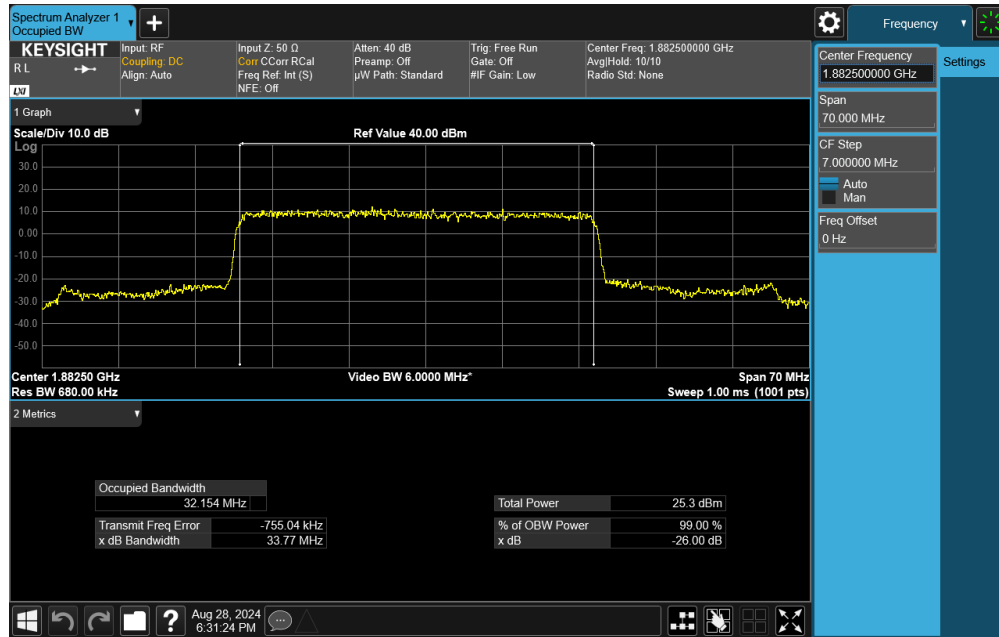 Spectrum Analyzer 1
Occupied BW
+
Frequency
KEYSIGHT
R L
LXI
Input: RF
Coupling: DC
Align: Auto
Input Z: 50 Ω
Corr CCorr RCal
Freq Ref: Int (S)
NFE: Off
Atten: 40 dB
Preamp: Off
µW Path: Standard
Trig: Free Run
Gate: Off
#IF Gain: Low
Center Freq: 1.882500000 GHz
Avg|Hold: 10/10
Radio Std: None
Center Frequency
1.882500000 GHz
Settings
Span
70.000 MHz
CF Step
7.000000 MHz
Auto
Man
Freq Offset
0 Hz
1 Graph
Scale/Div 10.0 dB
Ref Value 40.00 dBm
Log
30.0
20.0
10.0
0.00
-10.0
-20.0
-30.0
-40.0
-50.0
Center 1.88250 GHz
Video BW 6.0000 MHz*
Span 70 MHz
Res BW 680.00 kHz
Sweep 1.00 ms (1001 pts)
2 Metrics
Occupied Bandwidth
32.154 MHz
Total Power 25.3 dBm
Transmit Freq Error -755.04 kHz
% of OBW Power 99.00 %
x dB Bandwidth 33.77 MHz
x dB -26.00 dB
?
Aug 28, 2024
6:31:24 PM